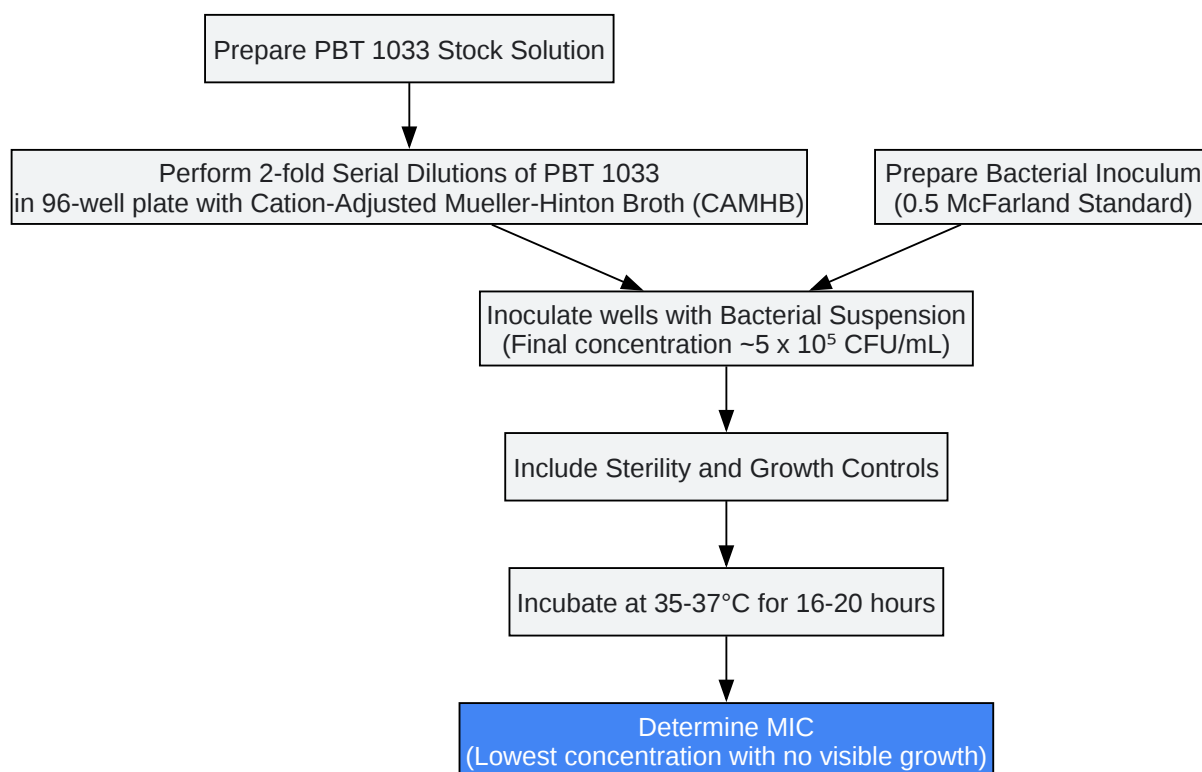 Prepare PBT 1033 Stock Solution
Perform 2-fold Serial Dilutions of PBT 1033
in 96-well plate with Cation-Adjusted Mueller-Hinton Broth (CAMHB)
Prepare Bacterial Inoculum
(0.5 McFarland Standard)
Inoculate wells with Bacterial Suspension
(Final concentration ~5 x 10⁵ CFU/mL)
Include Sterility and Growth Controls
Incubate at 35-37°C for 16-20 hours
Determine MIC
(Lowest concentration with no visible growth)